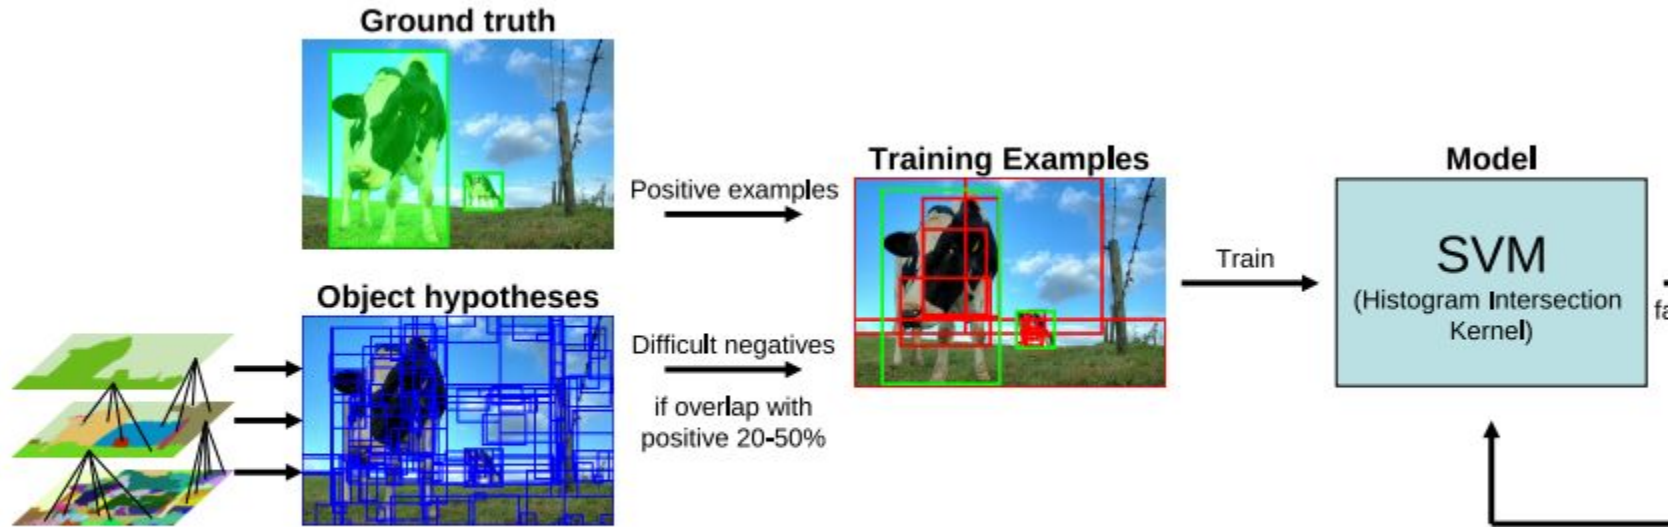 Ground truth
Positive examples
Training Examples
Model
Train
SVM
(Histogram Intersection
Kernel)
Object hypotheses
Difficult negatives
if overlap with
positive 20-50%